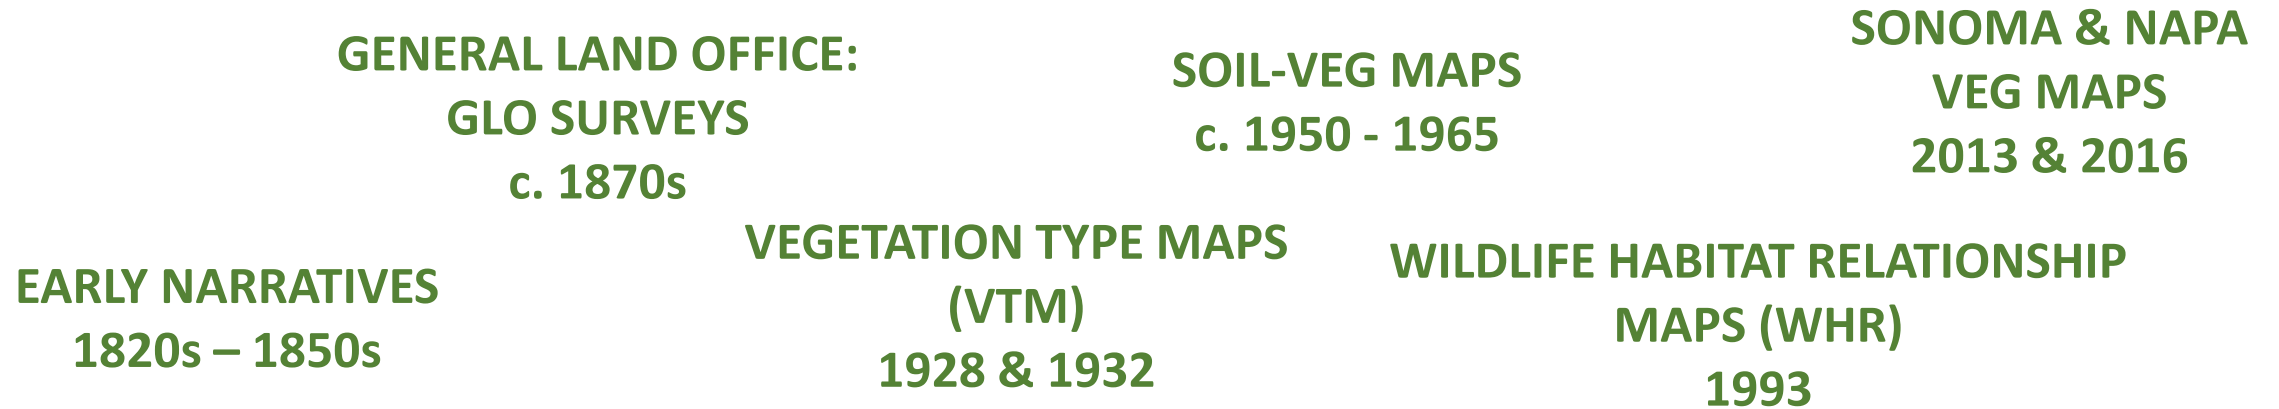 EARLY NARRATIVES
1820s – 1850s
GENERAL LAND OFFICE:
GLO SURVEYS
c. 1870s
VEGETATION TYPE MAPS
(VTM)
1928 & 1932
SOIL-VEG MAPS
c. 1950 - 1965
WILDLIFE HABITAT RELATIONSHIP
MAPS (WHR)
1993
SONOMA & NAPA
VEG MAPS
2013 & 2016